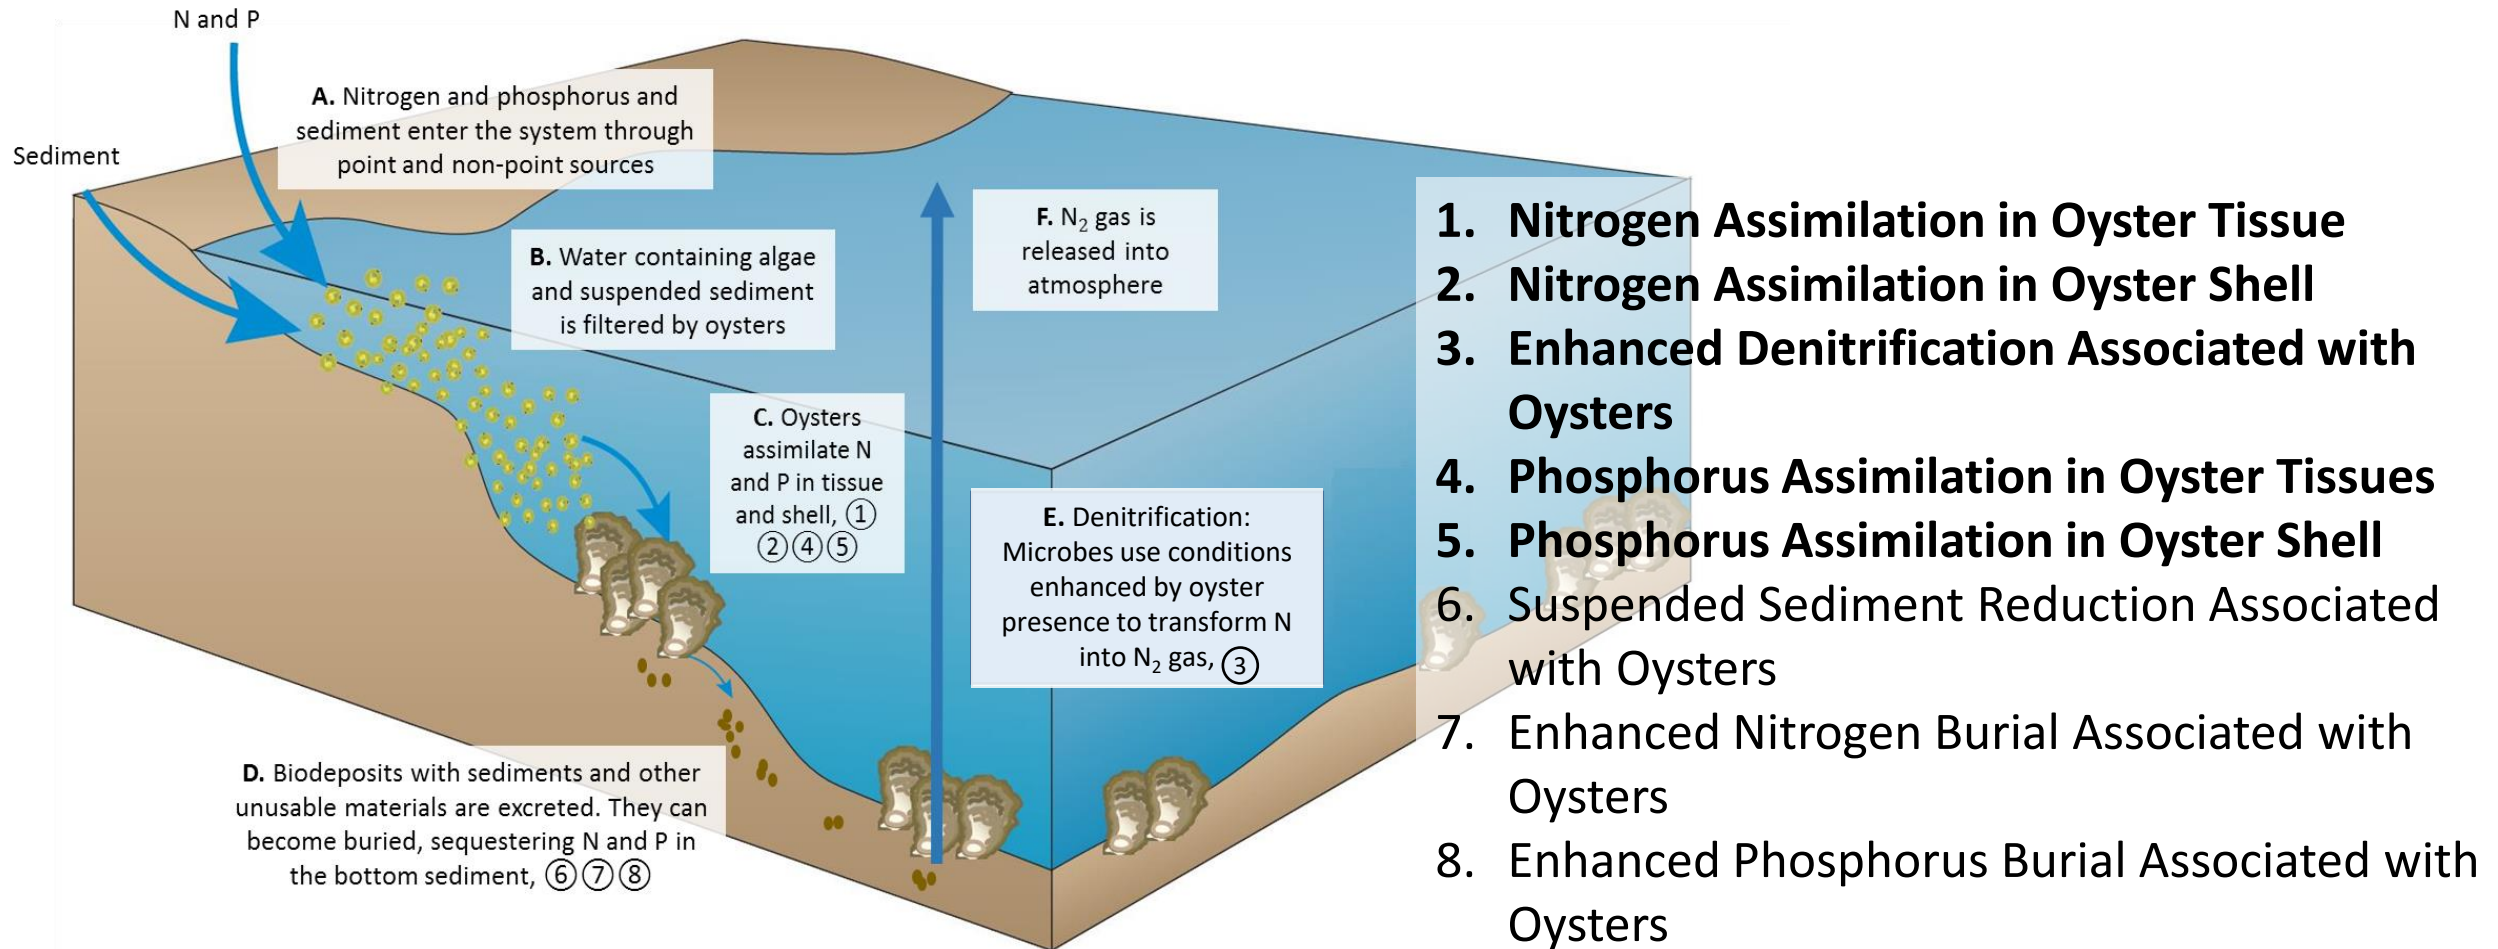 N and P
A. Nitrogen and phosphorus and
sediment enter the system through
point and non-point sources
Sediment
B. Water containing algae
and suspended sediment
is filtered by oysters
F. N₂ gas is
released into
atmosphere
C. Oysters
assimilate N
and P in tissue
and shell, ①
②④⑤
E. Denitrification:
Microbes use conditions
enhanced by oyster
presence to transform N
into N₂ gas, ③
D. Biodeposits with sediments and other
unusable materials are excreted. They can
become buried, sequestering N and P in
the bottom sediment, ⑥⑦⑧
1. Nitrogen Assimilation in Oyster Tissue
2. Nitrogen Assimilation in Oyster Shell
3. Enhanced Denitrification Associated with
Oysters
4. Phosphorus Assimilation in Oyster Tissues
5. Phosphorus Assimilation in Oyster Shell
6. Suspended Sediment Reduction Associated
with Oysters
7. Enhanced Nitrogen Burial Associated with
Oysters
8. Enhanced Phosphorus Burial Associated with
Oysters